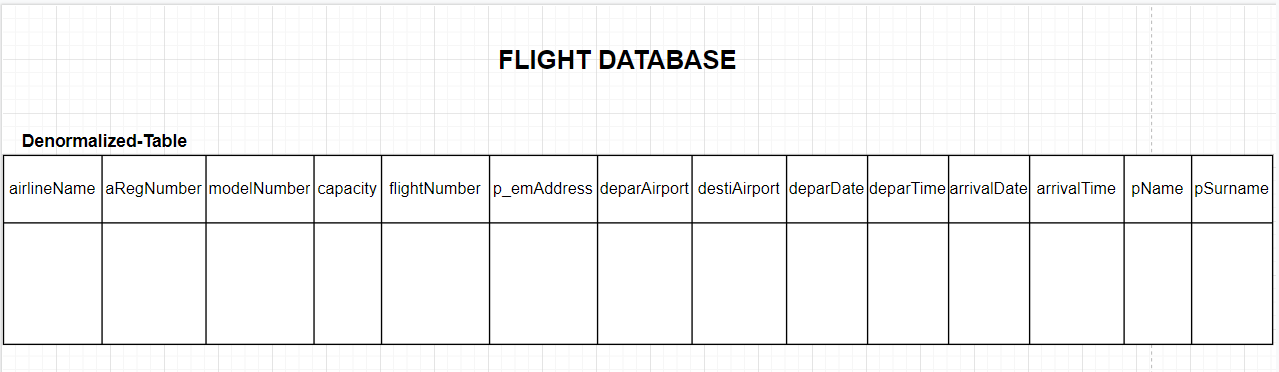 FLIGHT DATABASE
Denormalized-Table
airlineName aRegNumber modelNumber capacity flightNumber p_emAddress deparAirport destiAirport deparDate deparTime arrivalDate arrivalTime pName pSurname